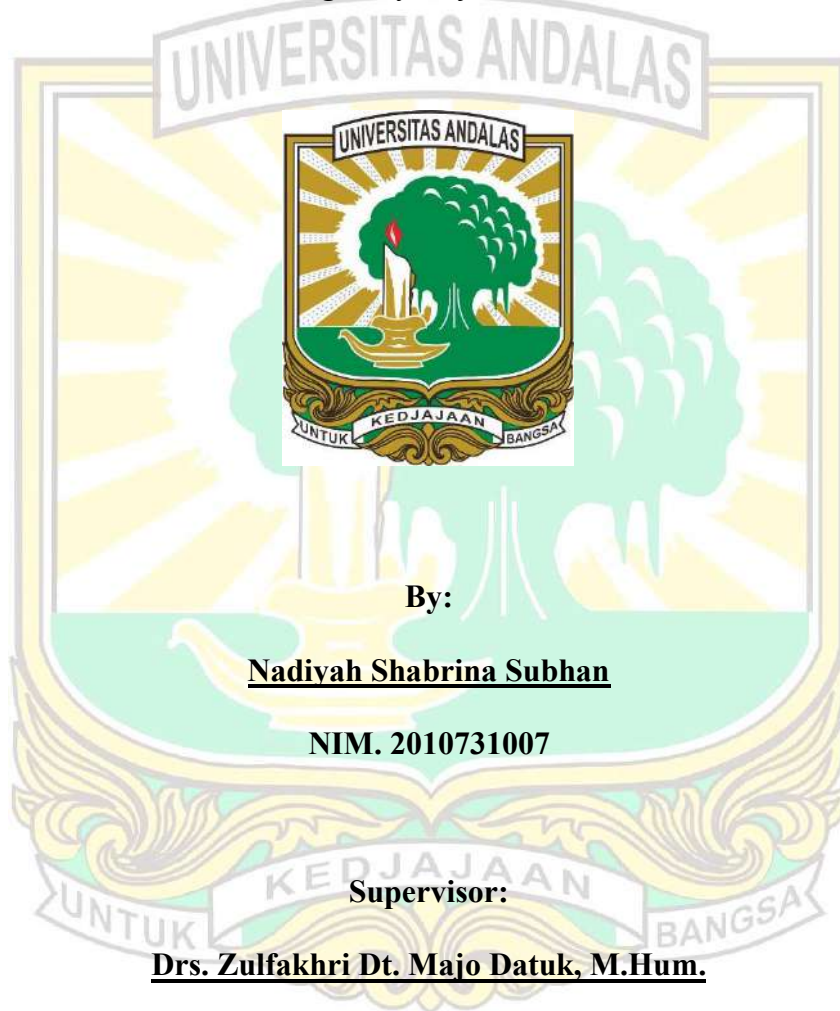 UNIVERSITAS ANDALAS
UNIVERSITAS ANDALAS
UNTUK KEDJAJAAN BANGSA
By:
Nadiyah Shabrina Subhan
NIM. 2010731007
Supervisor:
Drs. Zulfakhri Dt. Majo Datuk, M.Hum.
UNTUK KEDJAJAAN BANGSA